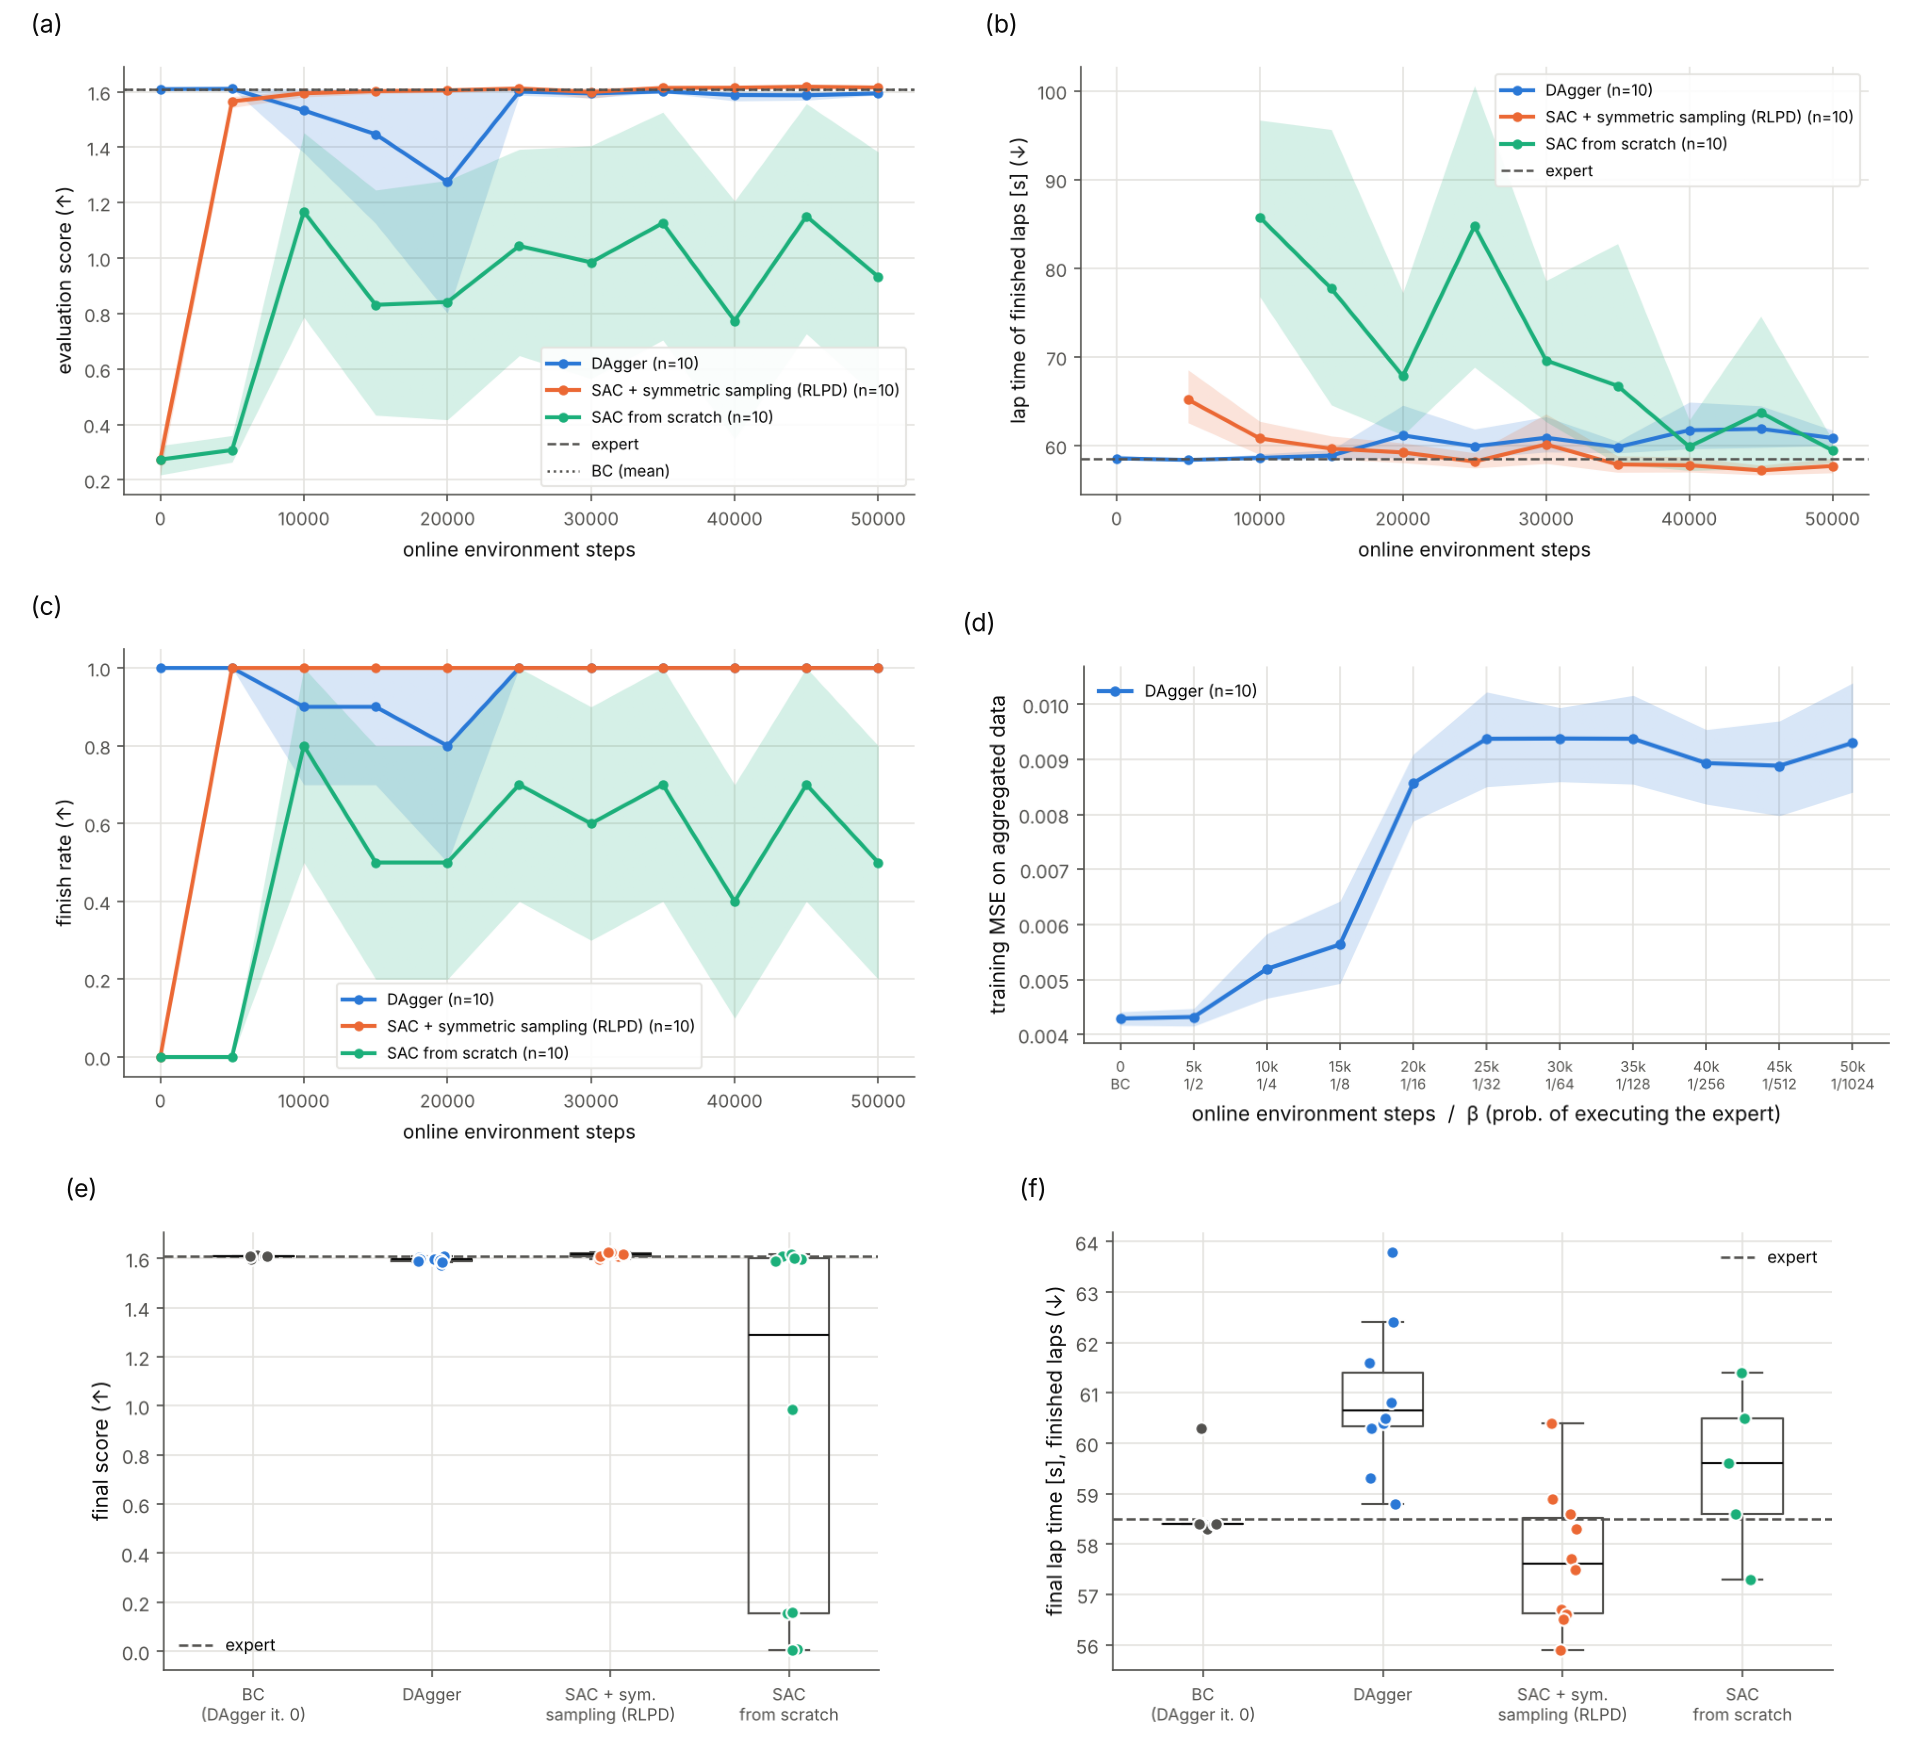 (a)
evaluation score (↑)
1.6
1.4
1.2
1.0
0.8
0.6
0.4
0.2
0
10000
20000
30000
40000
50000
online environment steps
DAgger (n=10)
SAC + symmetric sampling (RLPD) (n=10)
SAC from scratch (n=10)
expert
BC (mean)
(b)
lap time of finished laps [s] (↓)
100
90
80
70
60
0
10000
20000
30000
40000
50000
online environment steps
DAgger (n=10)
SAC + symmetric sampling (RLPD) (n=10)
SAC from scratch (n=10)
expert
(c)
finish rate (↑)
1.0
0.8
0.6
0.4
0.2
0.0
0
10000
20000
30000
40000
50000
online environment steps
DAgger (n=10)
SAC + symmetric sampling (RLPD) (n=10)
SAC from scratch (n=10)
(d)
training MSE on aggregated data
0.010
0.009
0.008
0.007
0.006
0.005
0.004
DAgger (n=10)
0 5k 10k 15k 20k 25k 30k 35k 40k 45k 50k
BC 1/2 1/4 1/8 1/16 1/32 1/64 1/128 1/256 1/512 1/1024
online environment steps / β (prob. of executing the expert)
(e)
final score (↑)
1.6
1.4
1.2
1.0
0.8
0.6
0.4
0.2
0.0
expert
BC
(DAgger it. 0)
DAgger
SAC + sym.
sampling (RLPD)
SAC
from scratch
(f)
final lap time [s], finished laps (↓)
64
63
62
61
60
59
58
57
56
expert
BC
(DAgger it. 0)
DAgger
SAC + sym.
sampling (RLPD)
SAC
from scratch